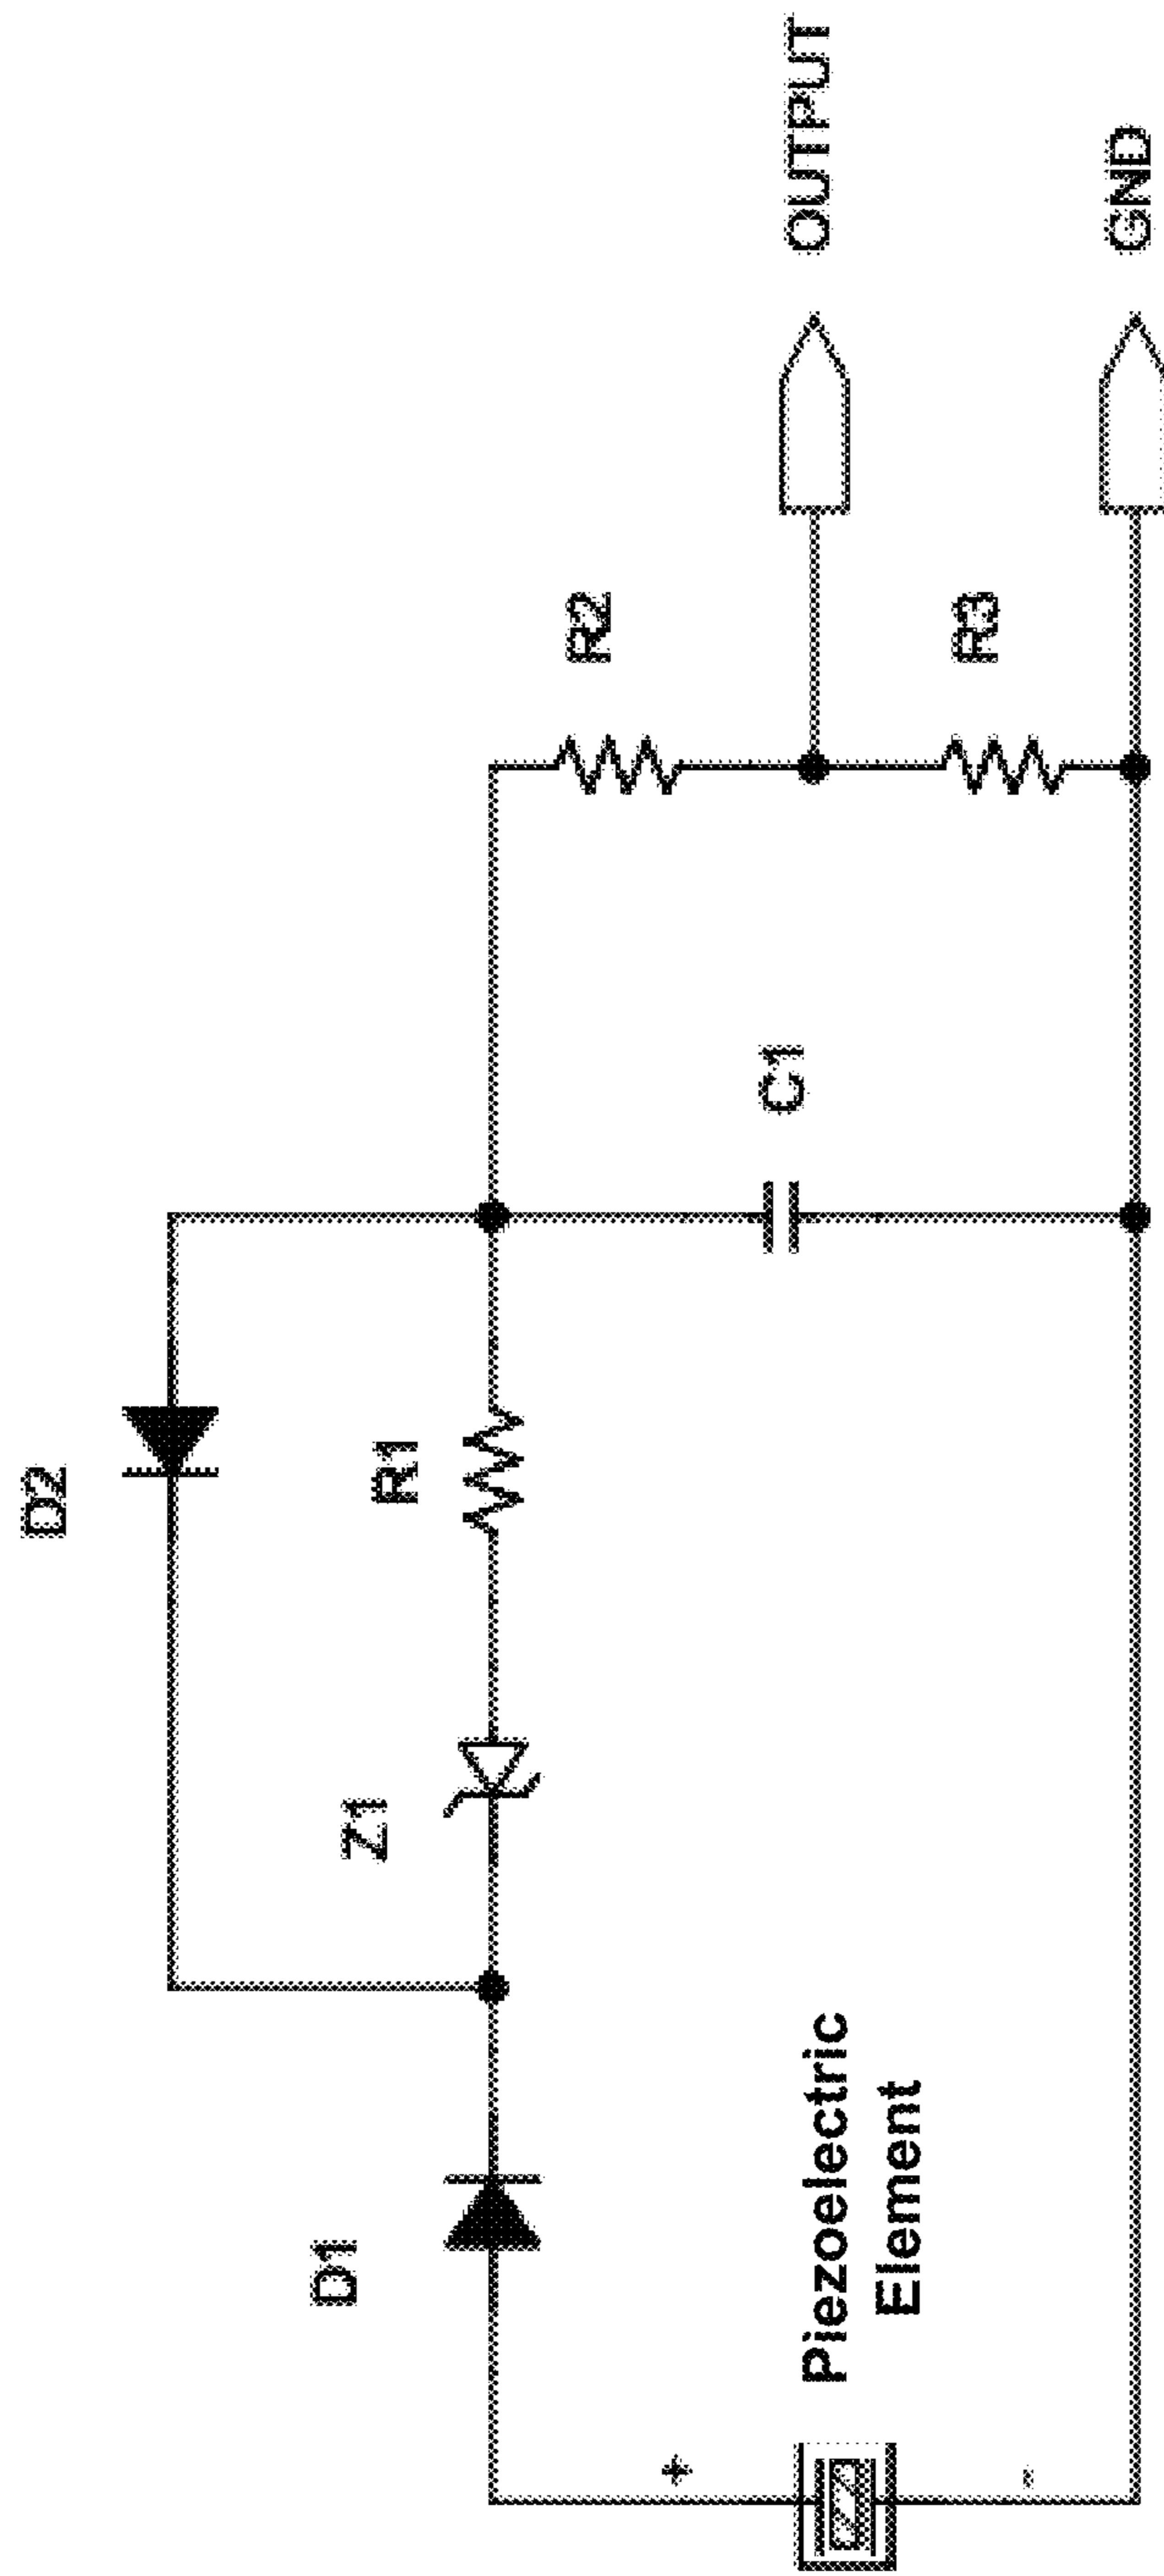 D2
Z1
R1
D1
C1
R2
R3
OUTPUT
GND
+
Piezoelectric
Element
-